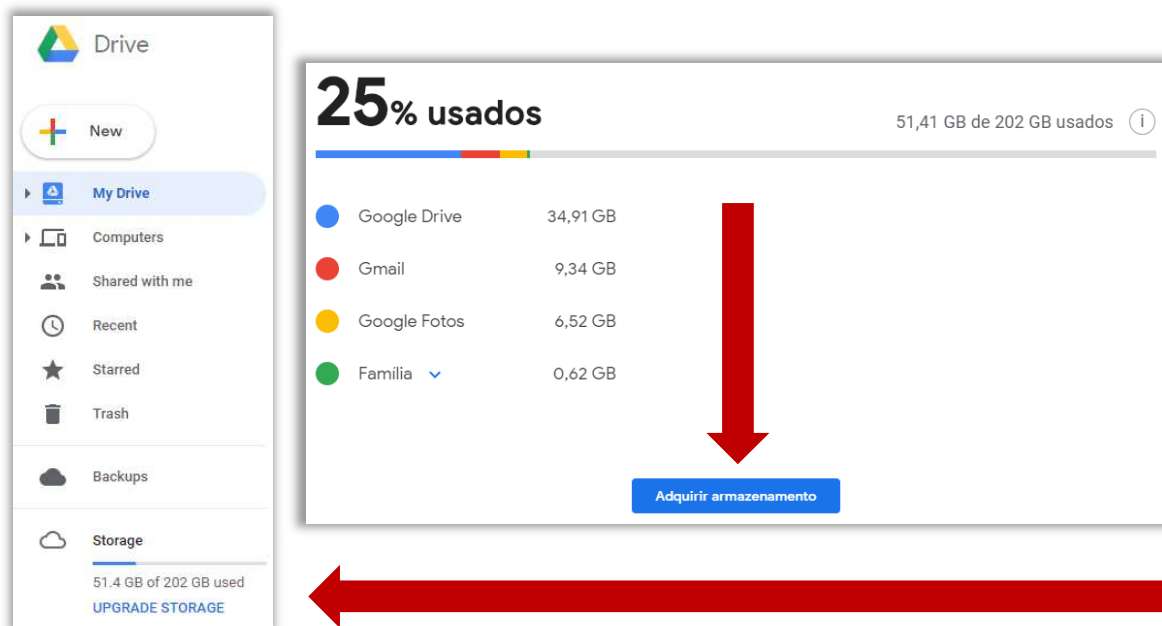 Drive
New
My Drive
Computers
Shared with me
Recent
Starred
Trash
Backups
Storage
51.4 GB of 202 GB used
UPGRADE STORAGE
25% usados
51,41 GB de 202 GB usados
Google Drive 34,91 GB
Gmail 9,34 GB
Google Fotos 6,52 GB
Família 0,62 GB
Adquirir armazenamento